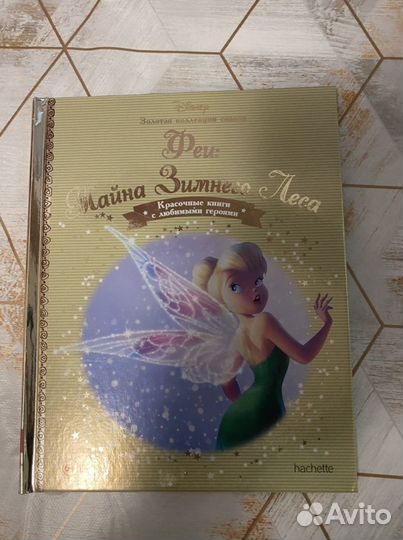 Disney
Золотая коллекция сказок
Феи:
Тайна Зимнего Леса
Красочные книги
с любимыми героями
hachette
Avito